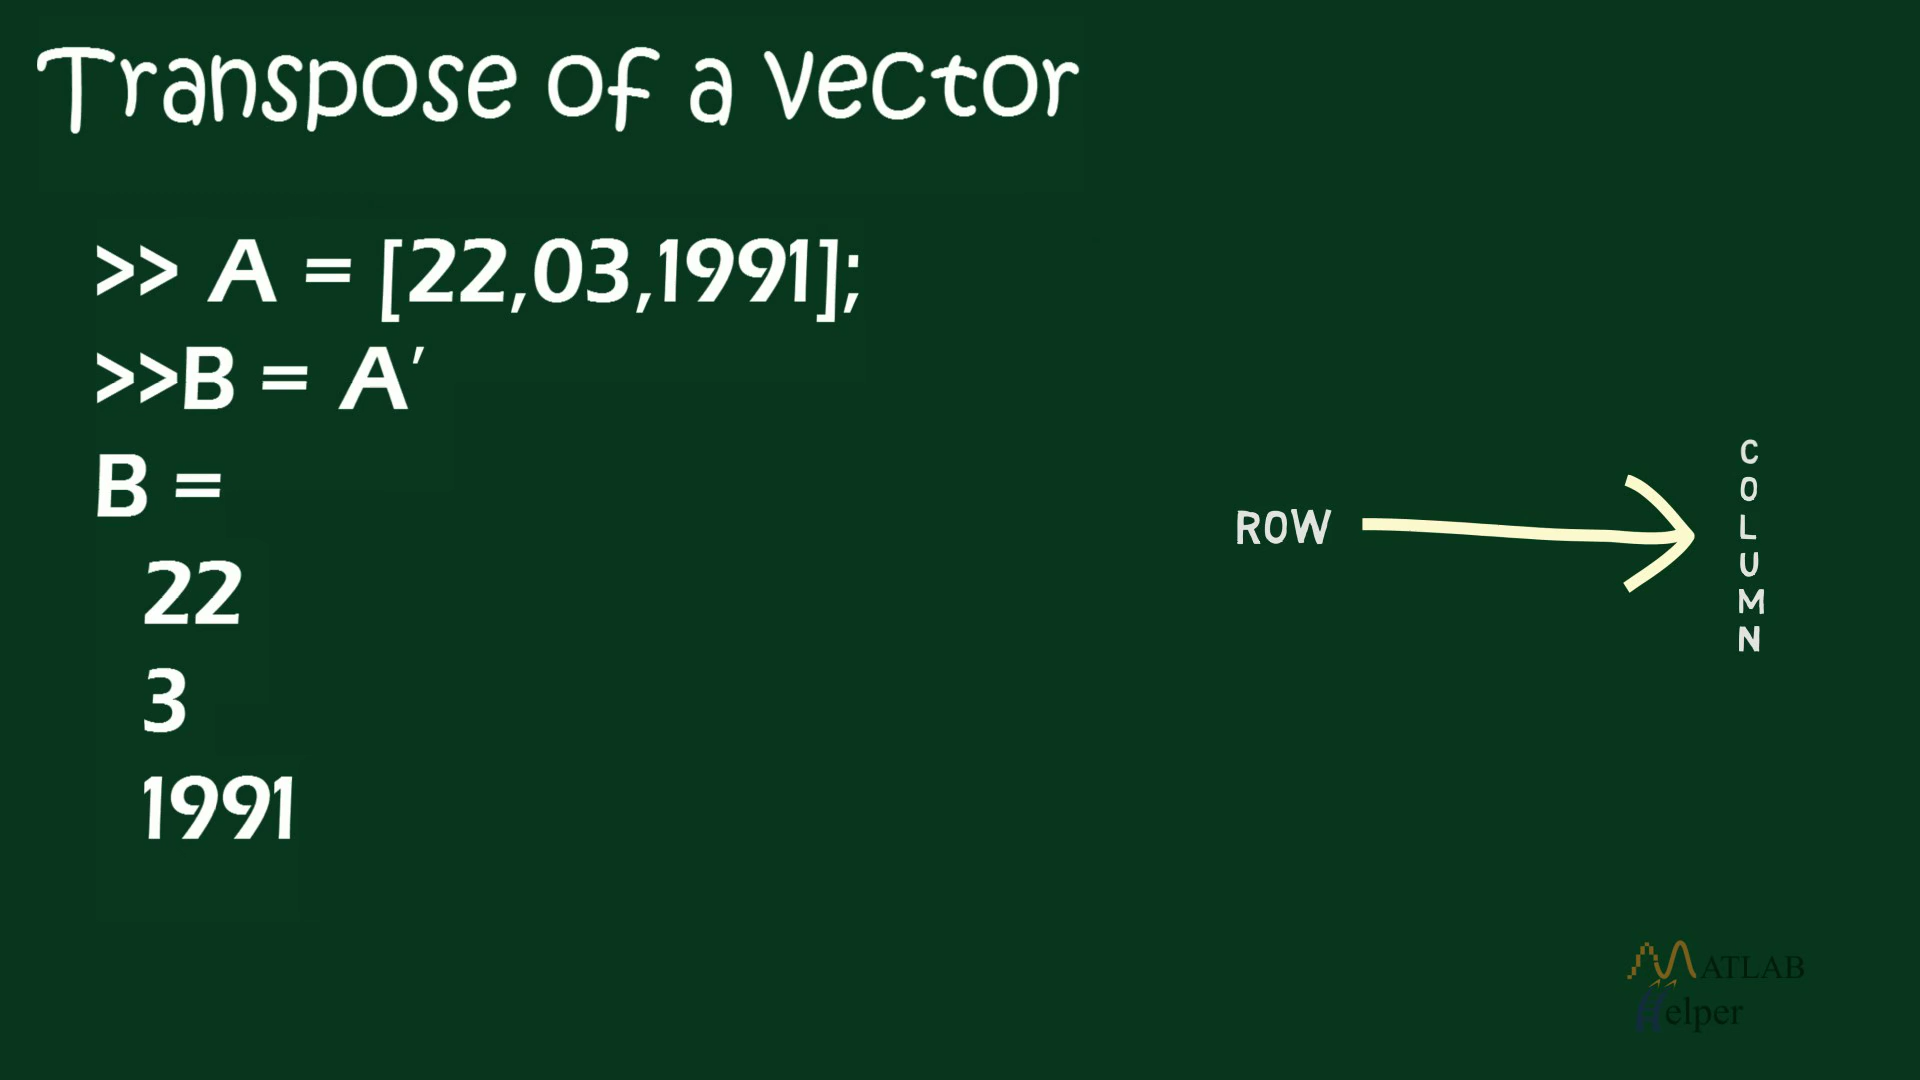 Transpose of a vector
>> A = [22,03,1991];
>>B = A'
B =
22
3
1991
ROW
COLUMN
MATLAB
Helper